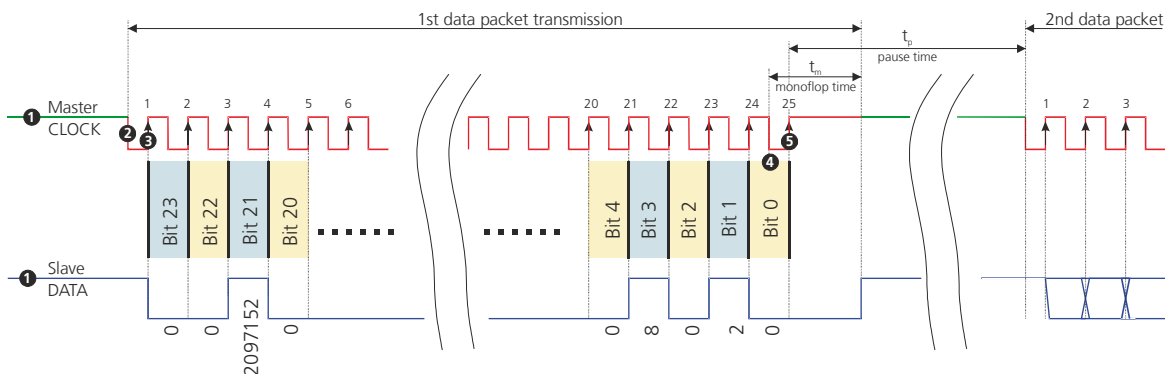 1st data packet transmission
2nd data packet
tp
pause time
tm
monoflop time
1 Master
CLOCK
2
3
1 2 3 4 5 6
20 21 22 23 24 25
1 2 3
5
4
Bit 23 Bit 22 Bit 21 Bit 20 Bit 4 Bit 3 Bit 2 Bit 1 Bit 0
1 Slave
DATA
0 0 2097152 0 0 8 0 2 0